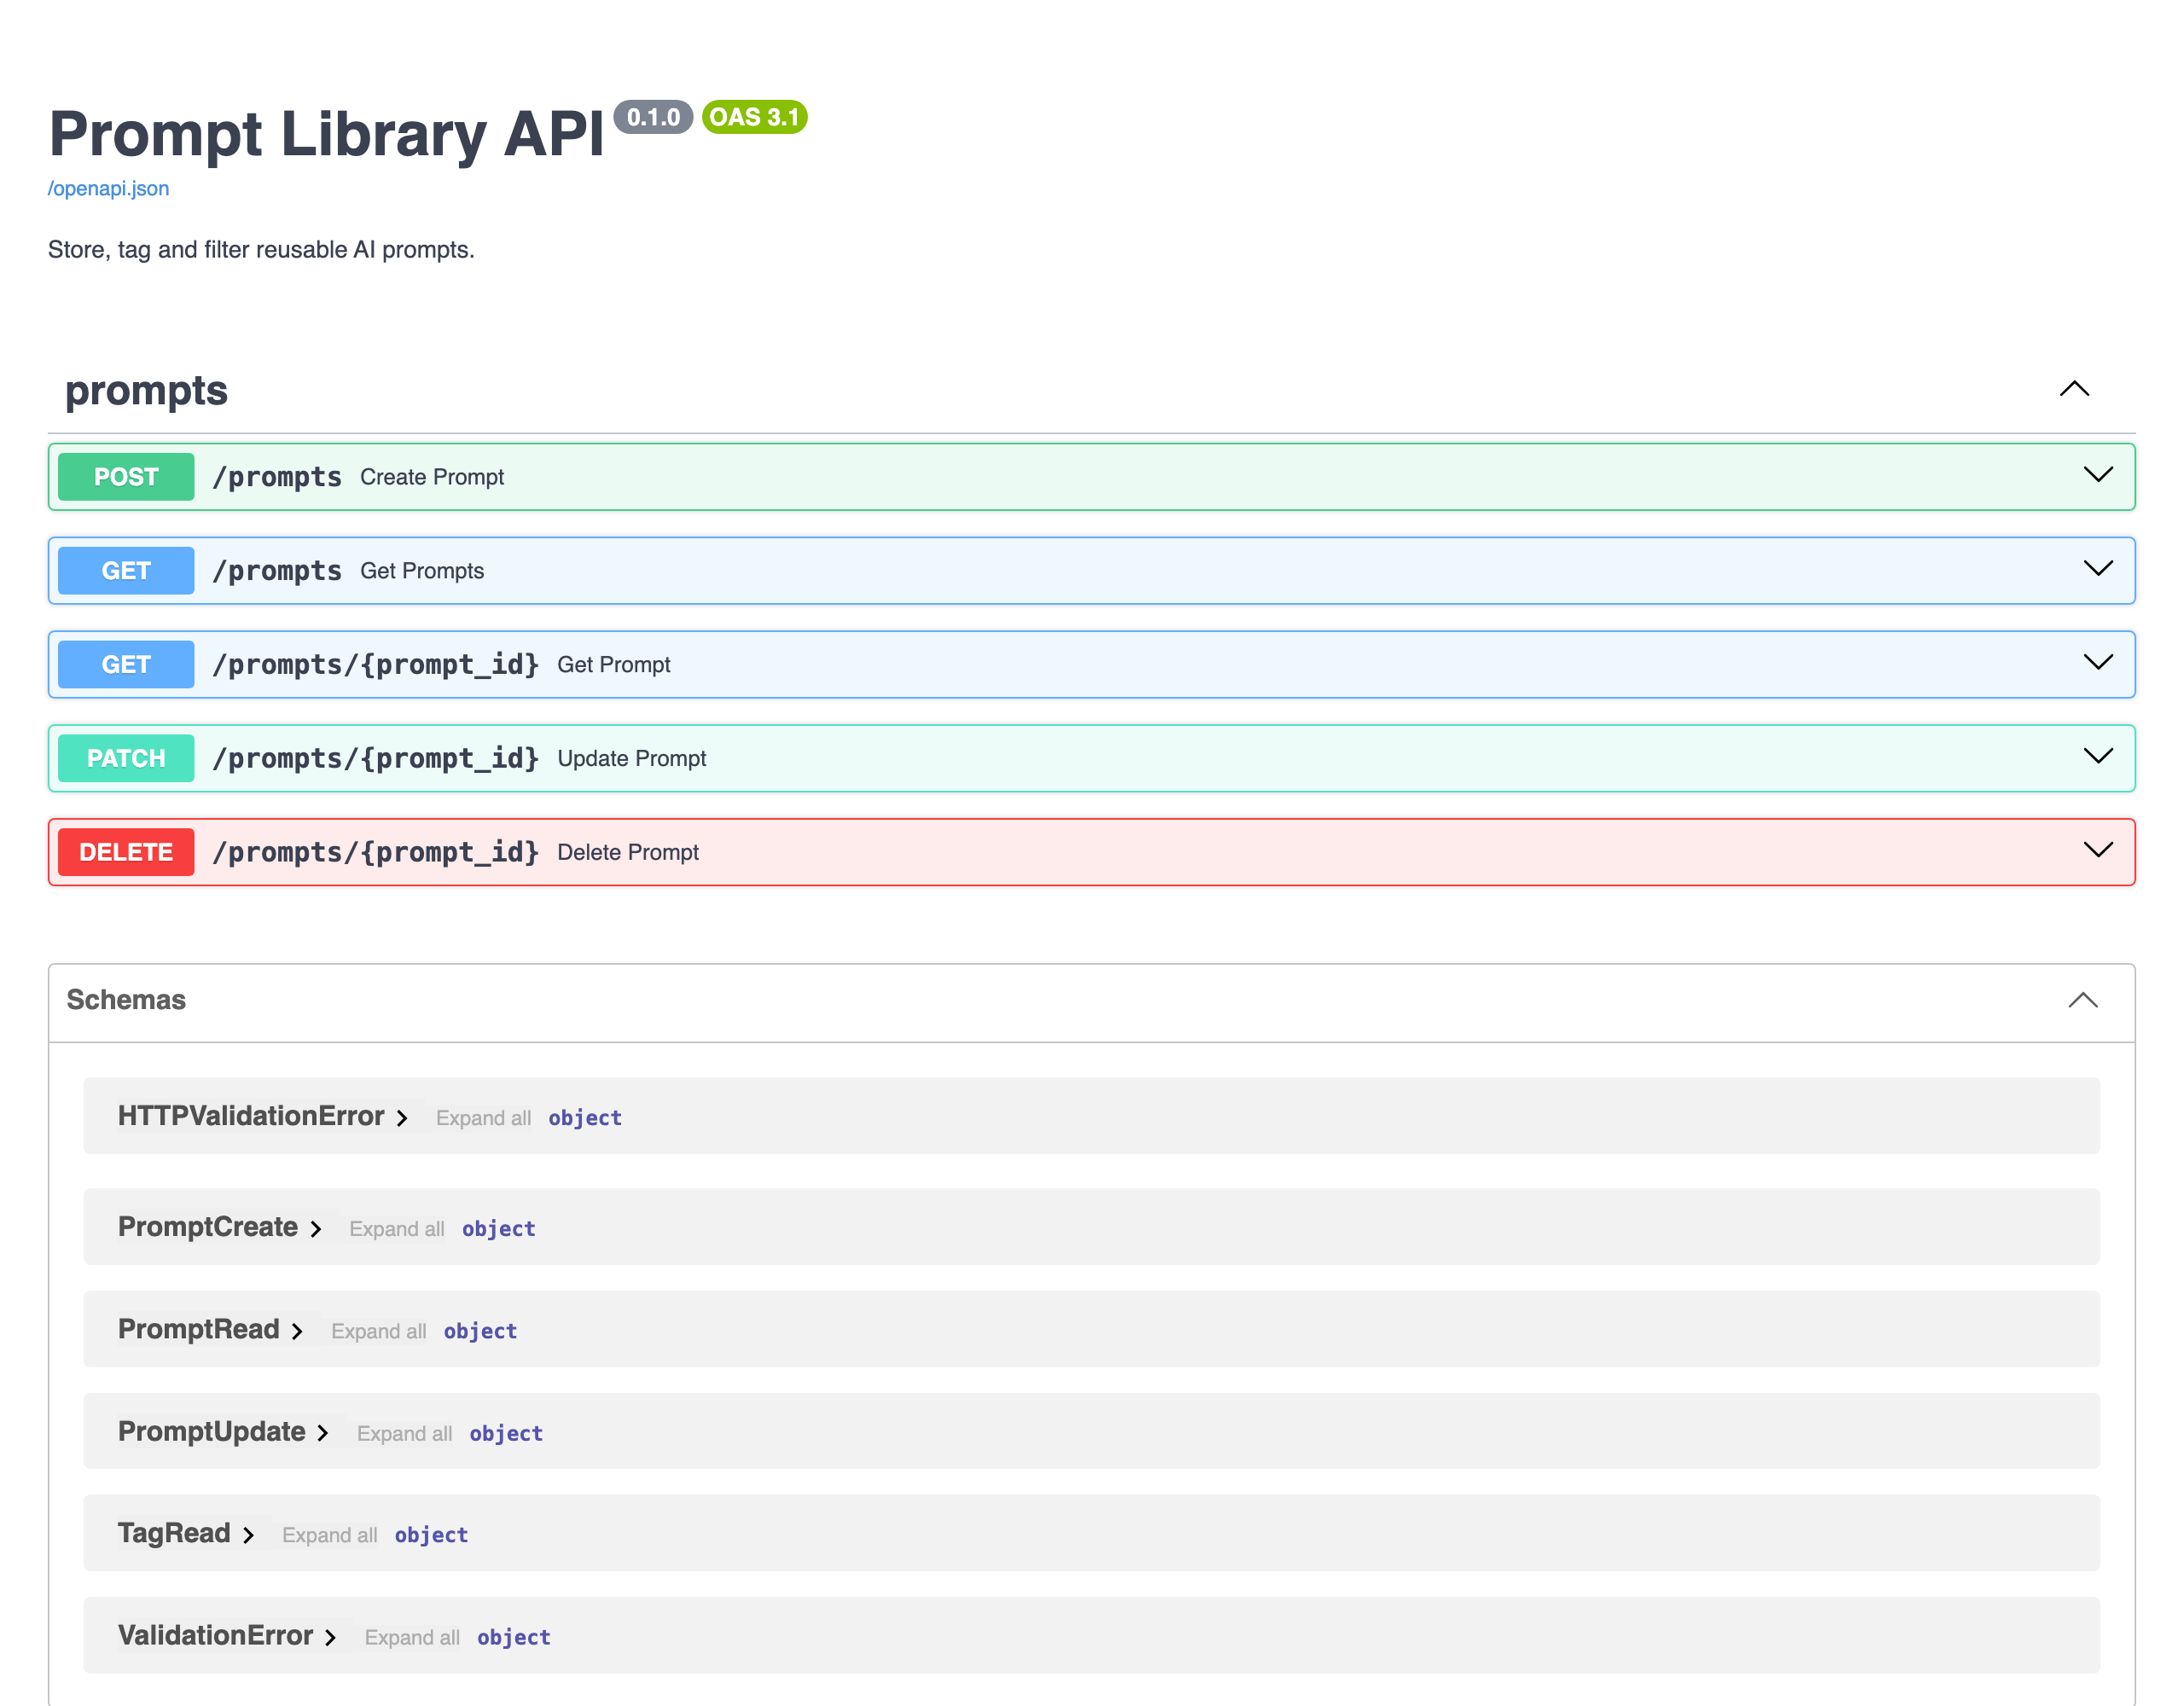 Prompt Library API 0.1.0 OAS 3.1
/openapi.json
Store, tag and filter reusable AI prompts.
prompts
POST /prompts Create Prompt
GET /prompts Get Prompts
GET /prompts/{prompt_id} Get Prompt
PATCH /prompts/{prompt_id} Update Prompt
DELETE /prompts/{prompt_id} Delete Prompt
Schemas
HTTPValidationError Expand all object
PromptCreate Expand all object
PromptRead Expand all object
PromptUpdate Expand all object
TagRead Expand all object
ValidationError Expand all object